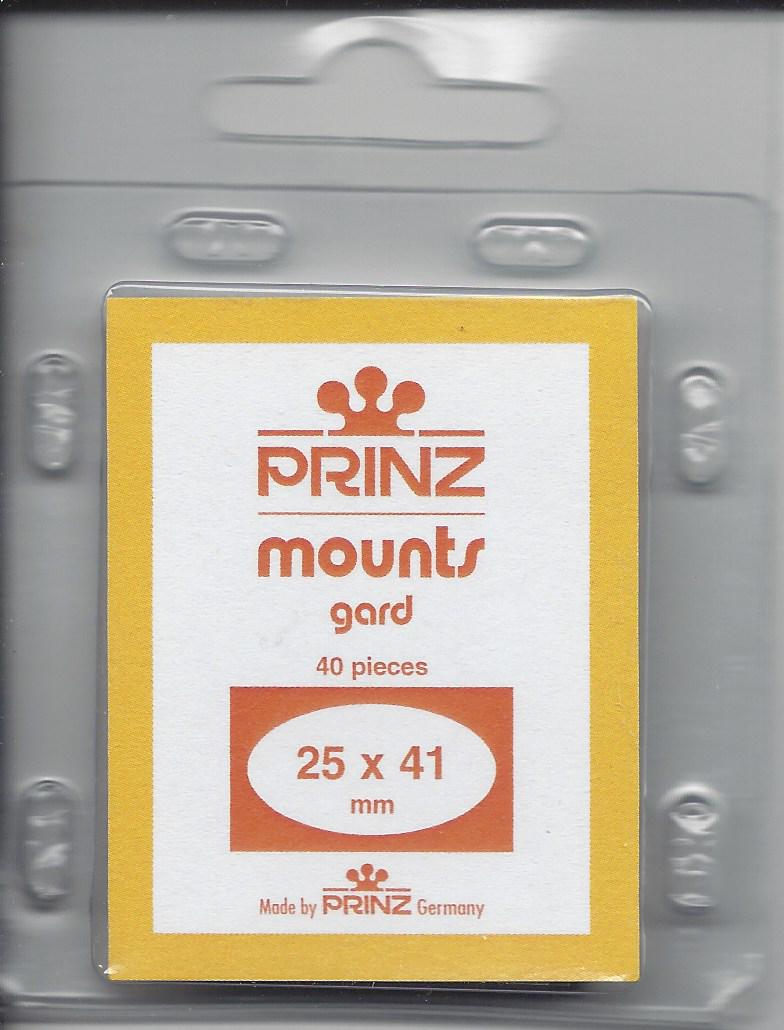 PRINZ
mounts
gard
40 pieces
25 x 41
mm
Made by PRINZ Germany